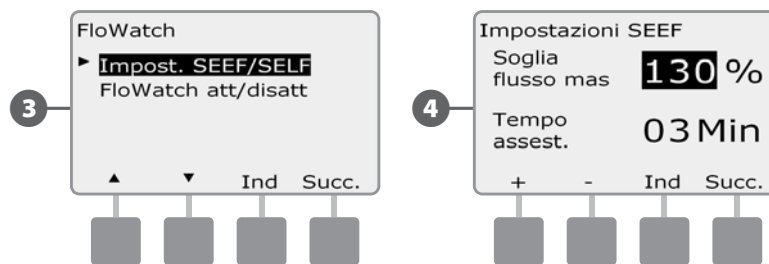 FloWatch
► Impost. SEEF/SELF
FloWatch att/disatt
3
▲ ▼ Ind Succ.
Impostazioni SEEF
Soglia
flusso mas 130 %
4
Tempo
assest. 03 Min
+ - Ind Succ.